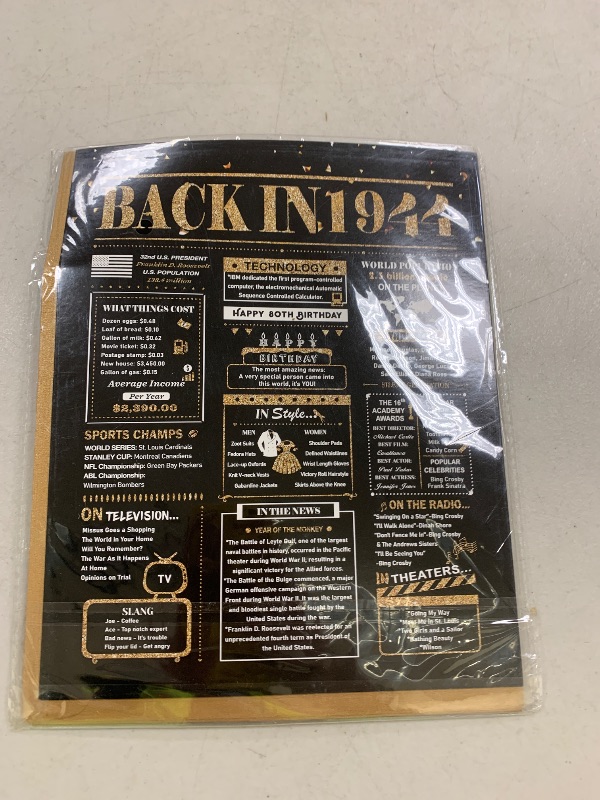 BACK IN 1944
32nd U.S. PRESIDENT
Franklin D. Roosevelt
U.S. POPULATION
138.4 million
WHAT THINGS COST
Dozen eggs: $0.48
Loaf of bread: $0.10
Gallon of milk: $0.62
Movie ticket: $0.32
Postage stamp: $0.03
New house: $3,450.00
Gallon of gas: $0.15
Average Income
Per Year
$2,390.00
SPORTS CHAMPS
WORLD SERIES: St. Louis Cardinals
STANLEY CUP: Montreal Canadiens
NFL Championship: Green Bay Packers
ABL Championship:
Wilmington Bombers
ON TELEVISION...
Missus Goes a Shopping
The World in Your Home
Will You Remember?
The War As It Happens
At Home
Opinions on Trial
TV
SLANG
Joe - Coffee
Ace - Top notch expert
Bad news - It's trouble
Flip your lid - Get angry
TECHNOLOGY
"IBM dedicated the first program-controlled
computer, the electromechanical Automatic
Sequence Controlled Calculator.
HAPPY 80TH BIRTHDAY
HAPPY
BIRTHDAY
The most amazing news:
A very special person came into
this world, it's YOU!
IN Style...
MEN
Zoot Suits
Fedora Hats
Lace-up Oxfords
Knit V-neck Vests
Gabardine Jackets
WOMEN
Shoulder Pads
Defined Waistlines
Wrist Length Gloves
Victory Roll Hairstyle
Skirts Above the Knee
IN THE NEWS
YEAR OF THE MONKEY
"The Battle of Leyte Gulf, one of the largest
naval battles in history, occurred in the Pacific
theater during World War II, resulting in a
significant victory for the Allied forces.
"The Battle of the Bulge commenced, a major
German offensive campaign on the Western
Front during World War II. It was the largest
and bloodiest single battle fought by the
United States during the war.
"Franklin D. Roosevelt was reelected for an
unprecedented fourth term as President of
the United States.
WORLD POPULATION
ON THE
THE 16th
ACADEMY
AWARDS
BEST DIRECTOR:
Michael Curtiz
BEST FILM:
Casablanca
BEST ACTOR:
Paul Lukas
BEST ACTRESS:
Jennifer Jones
Milk
Candy Corn
POPULAR
CELEBRITIES
Bing Crosby
Frank Sinatra
ON THE RADIO...
"Swinging On a Star"-Bing Crosby
"I'll Walk Alone"-Dinah Shore
"Don't Fence Me In"-Bing Crosby
& The Andrews Sisters
"I'll Be Seeing You"
-Bing Crosby
IN THEATERS...
"Going My Way
"Meet Me in St. Louis
"Two Girls and a Sailor
"Bathing Beauty
"Wilson